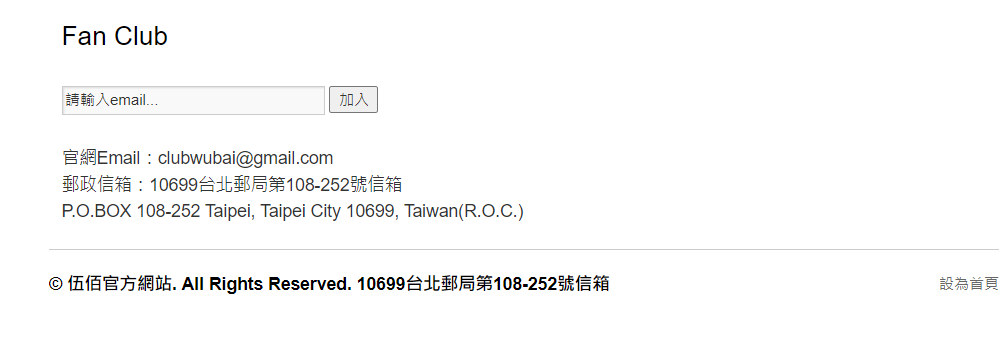 Fan Club
請輸入email...
加入
官網Email：clubwubai@gmail.com
郵政信箱：10699台北郵局第108-252號信箱
P.O.BOX 108-252 Taipei, Taipei City 10699, Taiwan(R.O.C.)
© 伍佰官方網站. All Rights Reserved. 10699台北郵局第108-252號信箱
設為首頁